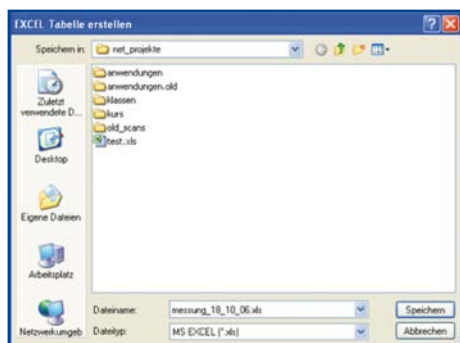 EXCEL Tabelle erstellen
Speichern in:
net_projekte
Zuletzt
verwendete D...
Desktop
Eigene Dateien
Arbeitsplatz
Netzwerkumgeb
anwendungen
anwendungen.old
klassen
kurs
old_scans
test.xls
Dateiname:
messung_18_10_06.xls
Speichern
Dateityp:
MS EXCEL (*.xls)
Abbrechen